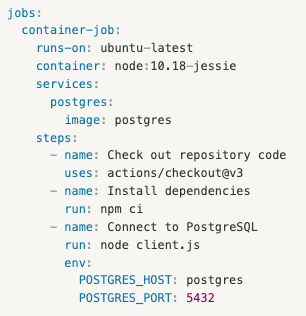 jobs:
  container-job:
    runs-on: ubuntu-latest
    container: node:10.18-jessie
    services:
      postgres:
        image: postgres
    steps:
      - name: Check out repository code
        uses: actions/checkout@v3
      - name: Install dependencies
        run: npm ci
      - name: Connect to PostgreSQL
        run: node client.js
        env:
          POSTGRES_HOST: postgres
          POSTGRES_PORT: 5432